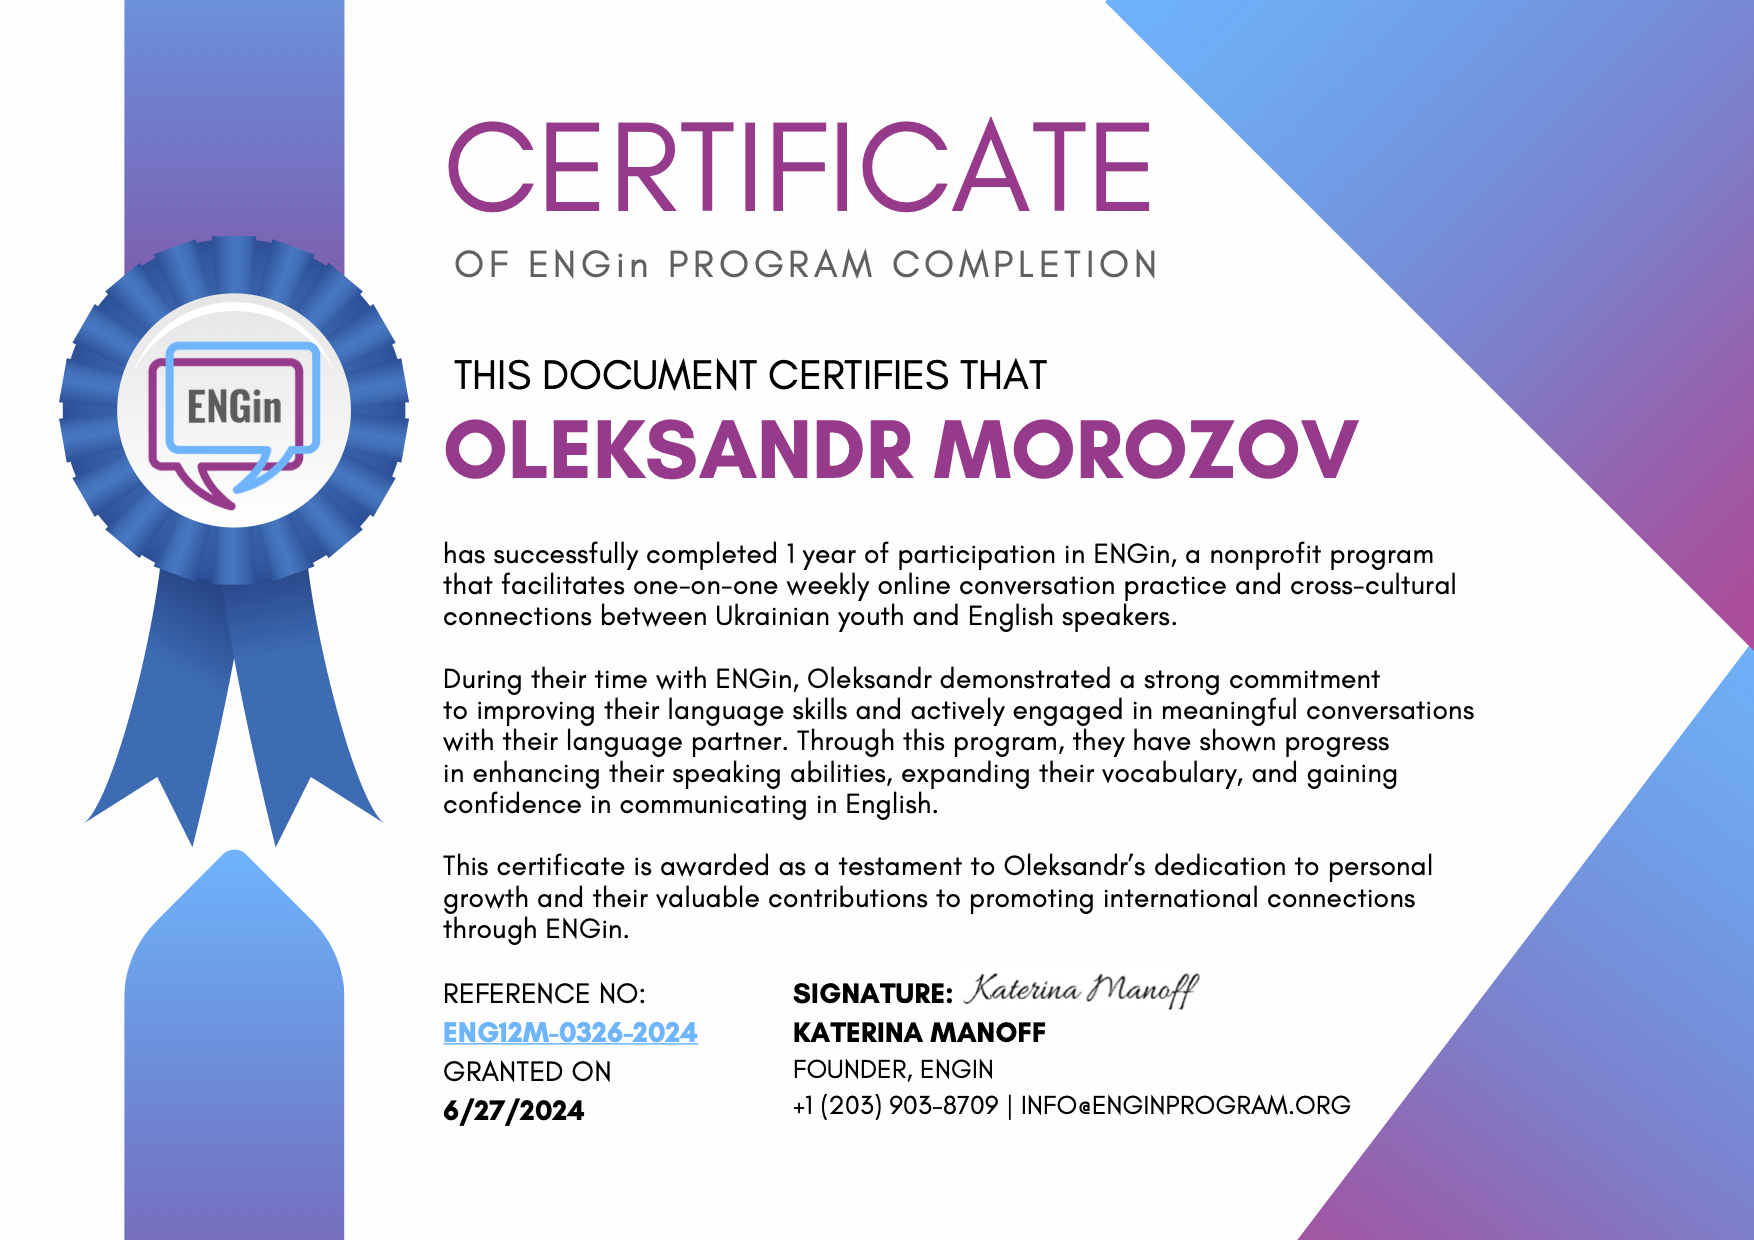 CERTIFICATE
OF ENGin PROGRAM COMPLETION
ENGin
THIS DOCUMENT CERTIFIES THAT
OLEKSANDR MOROZOV
has successfully completed 1 year of participation in ENGin, a nonprofit program
that facilitates one-on-one weekly online conversation practice and cross-cultural
connections between Ukrainian youth and English speakers.
During their time with ENGin, Oleksandr demonstrated a strong commitment
to improving their language skills and actively engaged in meaningful conversations
with their language partner. Through this program, they have shown progress
in enhancing their speaking abilities, expanding their vocabulary, and gaining
confidence in communicating in English.
This certificate is awarded as a testament to Oleksandr's dedication to personal
growth and their valuable contributions to promoting international connections
through ENGin.
REFERENCE NO:
ENG12M-0326-2024
GRANTED ON
6/27/2024
SIGNATURE: Katerina Manoff
KATERINA MANOFF
FOUNDER, ENGIN
+1 (203) 903-8709 | INFO@ENGINPROGRAM.ORG